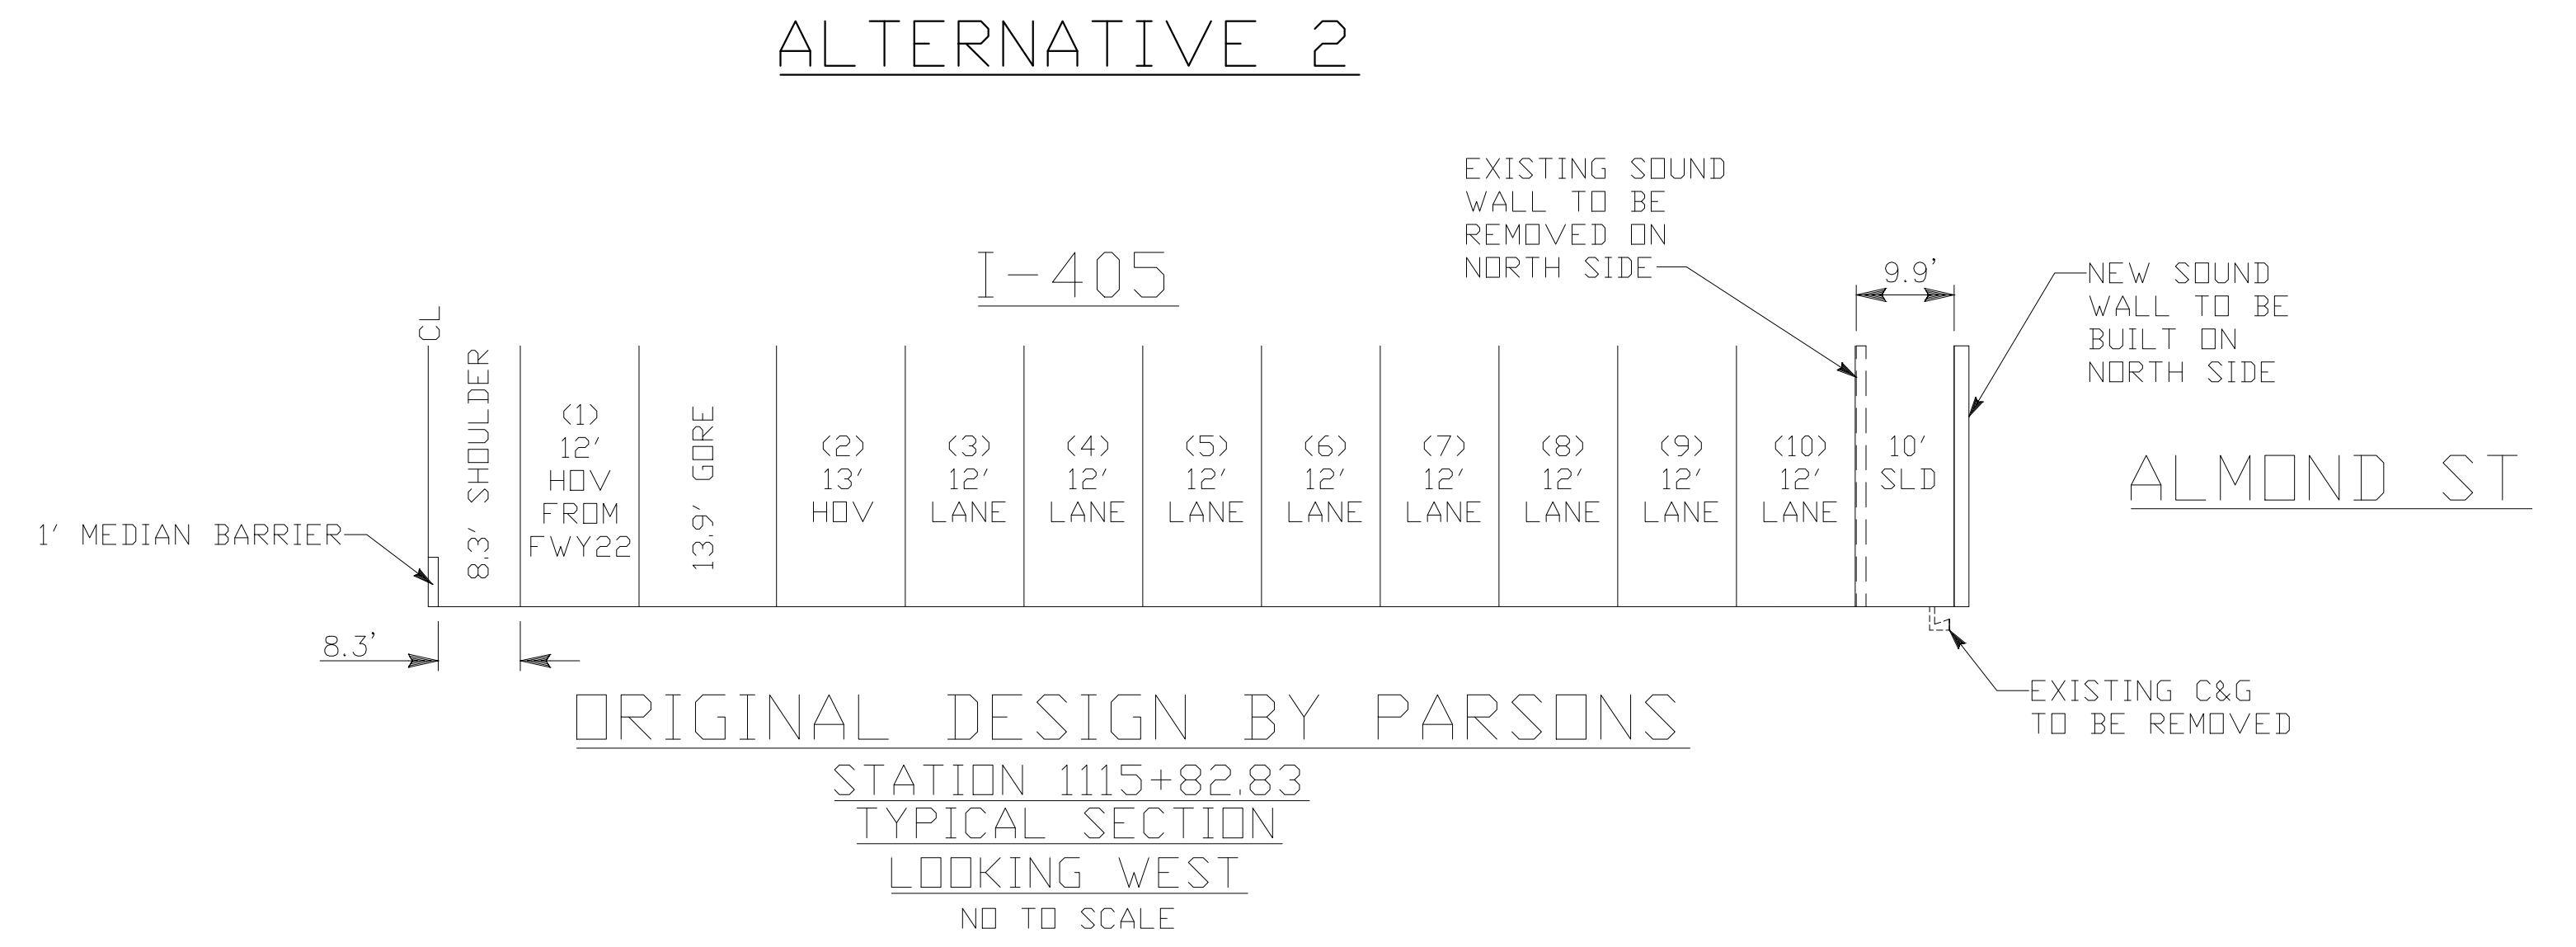 ALTERNATIVE 2
EXISTING SOUND
WALL TO BE
REMOVED ON
NORTH SIDE
I-405
9.9'
NEW SOUND
WALL TO BE
BUILT ON
NORTH SIDE
CL
8.3' SHOULDER
(1)
12'
HOV
FROM
FWY22
13.9' GORE
(2)
13'
HOV
(3)
12'
LANE
(4)
12'
LANE
(5)
12'
LANE
(6)
12'
LANE
(7)
12'
LANE
(8)
12'
LANE
(9)
12'
LANE
(10)
12'
LANE
10'
SLD
ALMOND ST
1' MEDIAN BARRIER
8.3'
EXISTING C&G
TO BE REMOVED
ORIGINAL DESIGN BY PARSONS
STATION 1115+82.83
TYPICAL SECTION
LOOKING WEST
NO TO SCALE